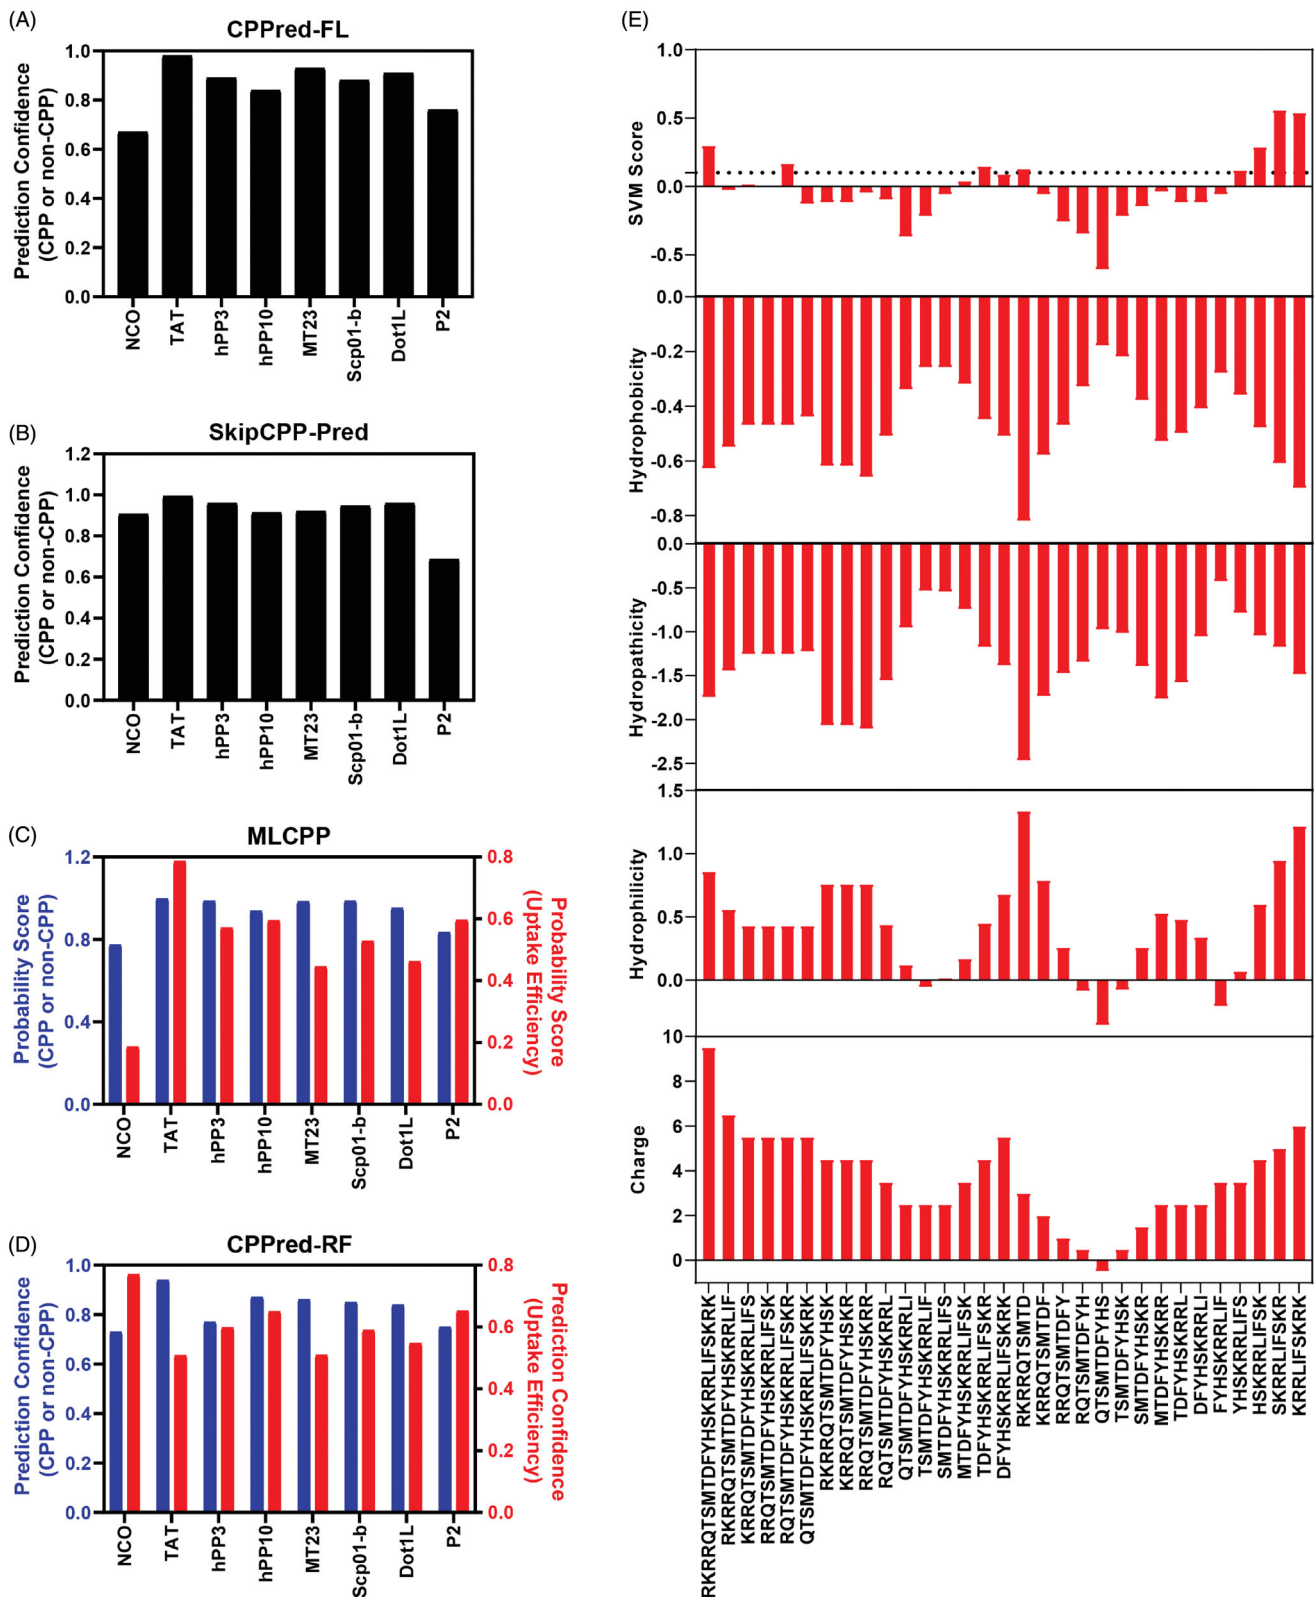 (A)
CPPred-FL
Prediction Confidence
(CPP or non-CPP)
1.0
0.8
0.6
0.4
0.2
0.0
NCO
TAT
hPP3
hPP10
MT23
Scp01-b
Dot1L
P2
(B)
SkipCPP-Pred
Prediction Confidence
(CPP or non-CPP)
1.2
1.0
0.8
0.6
0.4
0.2
0.0
NCO
TAT
hPP3
hPP10
MT23
Scp01-b
Dot1L
P2
(C)
MLCPP
Probability Score
(CPP or non-CPP)
1.2
0.8
0.4
0.0
0.8
0.6
0.4
0.2
0.0
Probability Score
(Uptake Efficiency)
NCO
TAT
hPP3
hPP10
MT23
Scp01-b
Dot1L
P2
(D)
CPPred-RF
Prediction Confidence
(CPP or non-CPP)
1.0
0.8
0.6
0.4
0.2
0.0
0.8
0.6
0.4
0.2
0.0
Prediction Confidence
(Uptake Efficiency)
NCO
TAT
hPP3
hPP10
MT23
Scp01-b
Dot1L
P2
(E)
SVM Score
1.0
0.5
0.0
-0.5
Hydrophobicity
0.0
-0.2
-0.4
-0.6
-0.8
Hydropathicity
0.0
-0.5
-1.0
-1.5
-2.0
-2.5
Hydrophilicity
1.5
1.0
0.5
0.0
Charge
10
8
6
4
2
0
RKRRQTSMTDFYHSKRRLIFSKRK
RKRRQTSMTDFYHSKRRLIF
KRRQTSMTDFYHSKRRLIFS
RRQTSMTDFYHSKRRLIFSK
RQTSMTDFYHSKRRLIFSKR
QTSMTDFYHSKRRLIFSKRK
RKRRQTSMTDFYHSK
KRRQTSMTDFYHSKR
RRQTSMTDFYHSKRR
RQTSMTDFYHSKRRL
QTSMTDFYHSKRRLI
TSMTDFYHSKRRLIF
SMTDFYHSKRRLIFS
MTDFYHSKRRLIFSK
TDFYHSKRRLIFSKR
DFYHSKRRLIFSKRK
RKRRQTSMTD
KRRQTSMTDF
RRQTSMTDFY
RQTSMTDFYH
QTSMTDFYHS
TSMTDFYHSK
SMTDFYHSKR
MTDFYHSKRR
TDFYHSKRRL
DFYHSKRRLI
FYHSKRRLIF
YHSKRRLIFS
HSKRRLIFSK
SKRRLIFSKR
KRRLIFSKRK